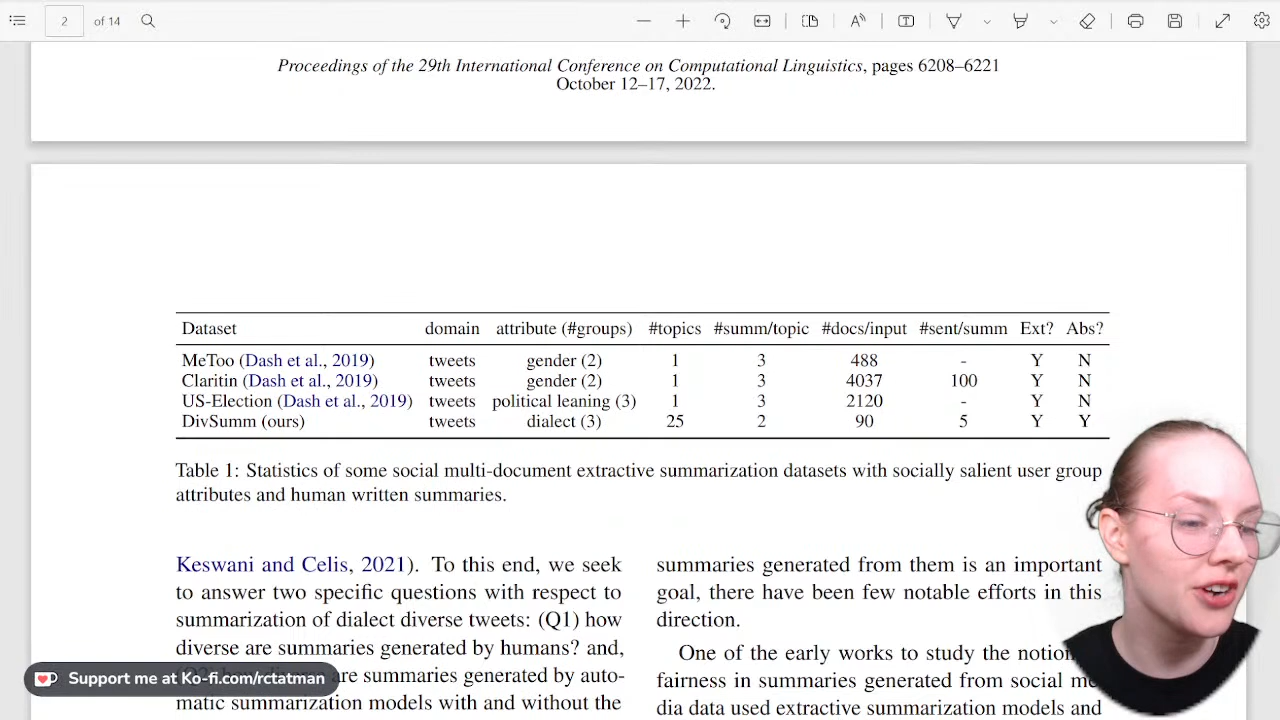 2 of 14
Proceedings of the 29th International Conference on Computational Linguistics, pages 6208–6221
October 12–17, 2022.
Dataset domain attribute (#groups) #topics #summ/topic #docs/input #sent/summ Ext? Abs?
MeToo (Dash et al., 2019) tweets gender (2) 1 3 488 - Y N
Claritin (Dash et al., 2019) tweets gender (2) 1 3 4037 100 Y N
US-Election (Dash et al., 2019) tweets political leaning (3) 1 3 2120 - Y N
DivSumm (ours) tweets dialect (3) 25 2 90 5 Y Y
Table 1: Statistics of some social multi-document extractive summarization datasets with socially salient user group
attributes and human written summaries.
Keswani and Celis, 2021). To this end, we seek
to answer two specific questions with respect to
summarization of dialect diverse tweets: (Q1) how
diverse are summaries generated by humans? and,
are summaries generated by auto-
matic summarization models with and without the
summaries generated from them is an important
goal, there have been few notable efforts in this
direction.
One of the early works to study the notion
fairness in summaries generated from social me
dia data used extractive summarization models and
Support me at Ko-fi.com/rctatman